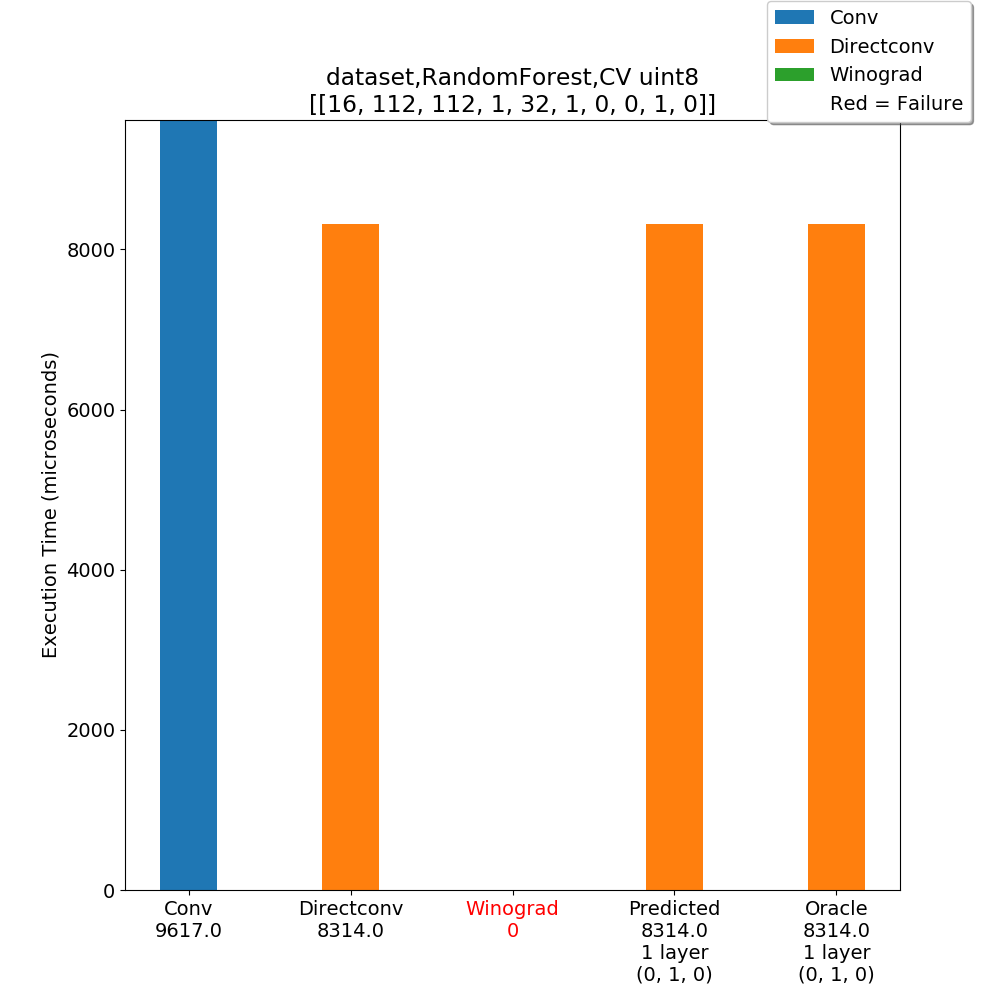 Conv
Directconv
Winograd
Red = Failure
dataset,RandomForest,CV uint8
[[16, 112, 112, 1, 32, 1, 0, 0, 1, 0]]
Execution Time (microseconds)
8000
6000
4000
2000
0
Conv
9617.0
Directconv
8314.0
Winograd
0
Predicted
8314.0
1 layer
(0, 1, 0)
Oracle
8314.0
1 layer
(0, 1, 0)